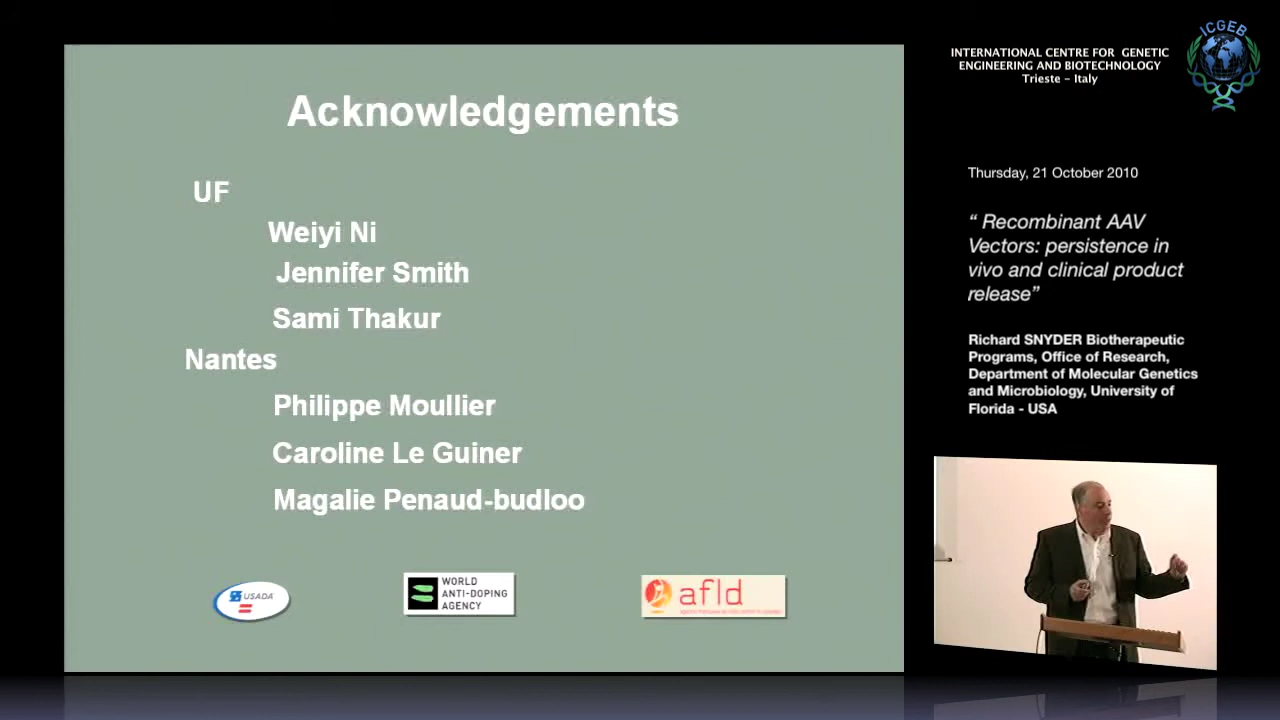 Acknowledgements
UF
Weiyi Ni
Jennifer Smith
Sami Thakur
Nantes
Philippe Moullier
Caroline Le Guiner
Magalie Penaud-budloo
USADA
WORLD
ANTI-DOPING
AGENCY
afld
INTERNATIONAL CENTRE FOR GENETIC
ENGINEERING AND BIOTECHNOLOGY
Trieste – Italy
ICGEB
Thursday, 21 October 2010
“ Recombinant AAV
Vectors: persistence in
vivo and clinical product
release”
Richard SNYDER Biotherapeutic
Programs, Office of Research,
Department of Molecular Genetics
and Microbiology, University of
Florida - USA